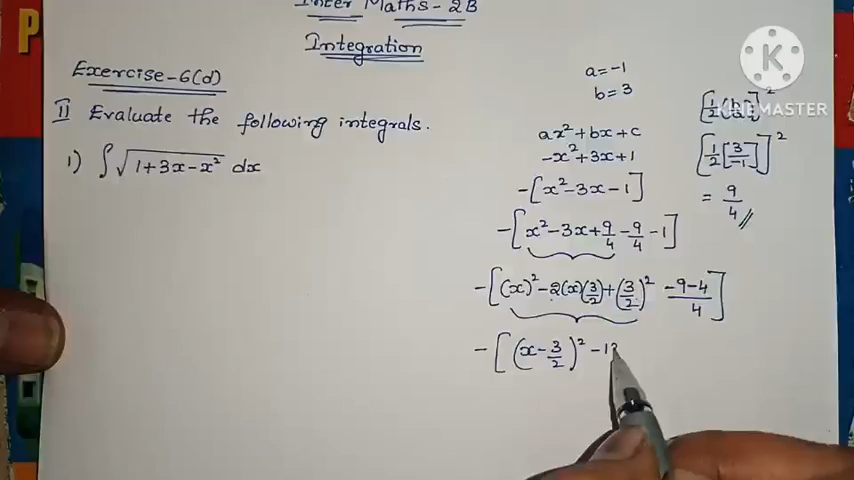 Inter Maths-2B
Integration
Exercise-6(d)
II Evaluate the following integrals.
1) ∫√1+3x-x² dx
a=-1
b=3
ax²+bx+c
-x²+3x+1
-[x²-3x-1]
-[x²-3x+9/4-9/4-1]
-[(x)²-2(x)(3/2)+(3/2)² -9-4/4]
-[(x-3/2)²-13
[1/2(b/a)]²
[1/2[3/-1]]²
= 9/4 //
K
KINEMASTER
P